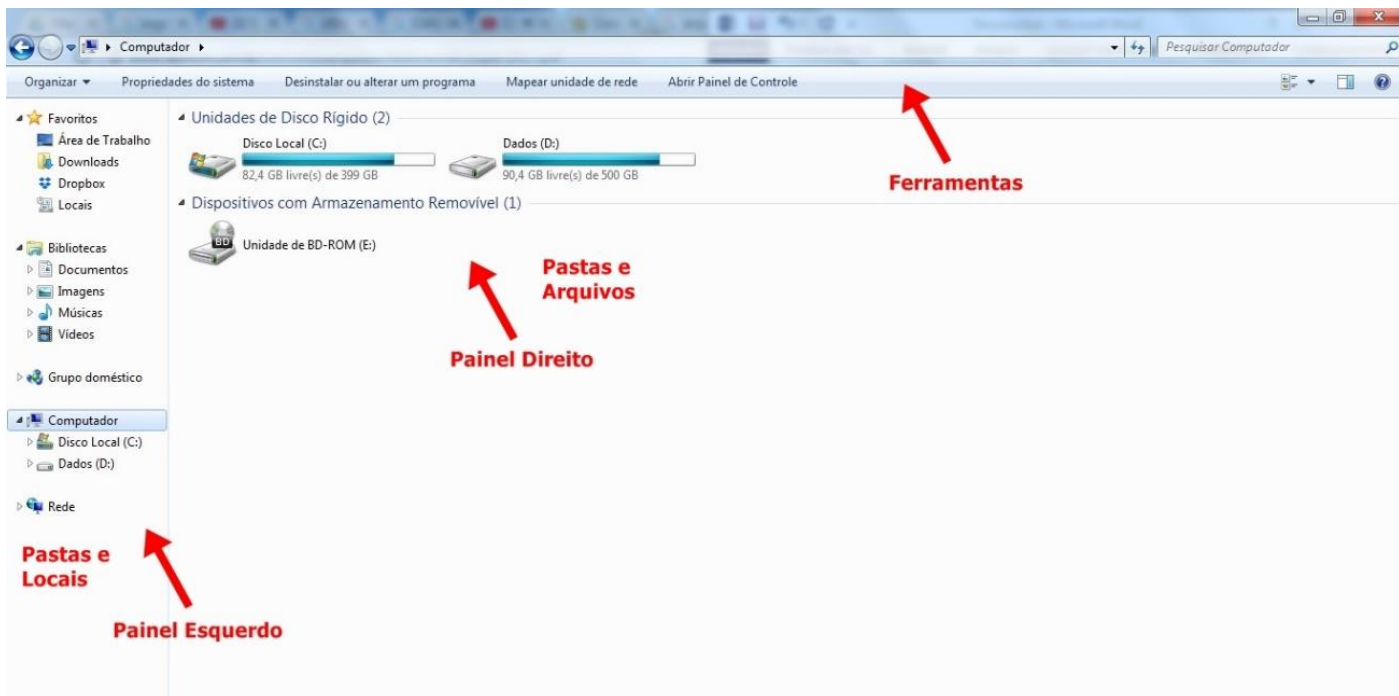 Computador
Pesquisar Computador
Organizar Propriedades do sistema Desinstalar ou alterar um programa Mapear unidade de rede Abrir Painel de Controle
Favoritos
Área de Trabalho
Downloads
Dropbox
Locais
Bibliotecas
Documentos
Imagens
Músicas
Vídeos
Grupo doméstico
Computador
Disco Local (C:)
Dados (D:)
Rede
Pastas e
Locais
Painel Esquerdo
Unidades de Disco Rígido (2)
Disco Local (C:)
82,4 GB livre(s) de 399 GB
Dados (D:)
90,4 GB livre(s) de 500 GB
Dispositivos com Armazenamento Removível (1)
BD
Unidade de BD-ROM (E:)
Pastas e
Arquivos
Painel Direito
Ferramentas